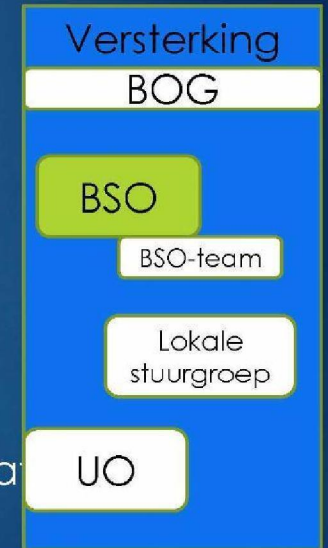 Versterking
BOG
BSO
BSO-team
Lokale
stuurgroep
UO